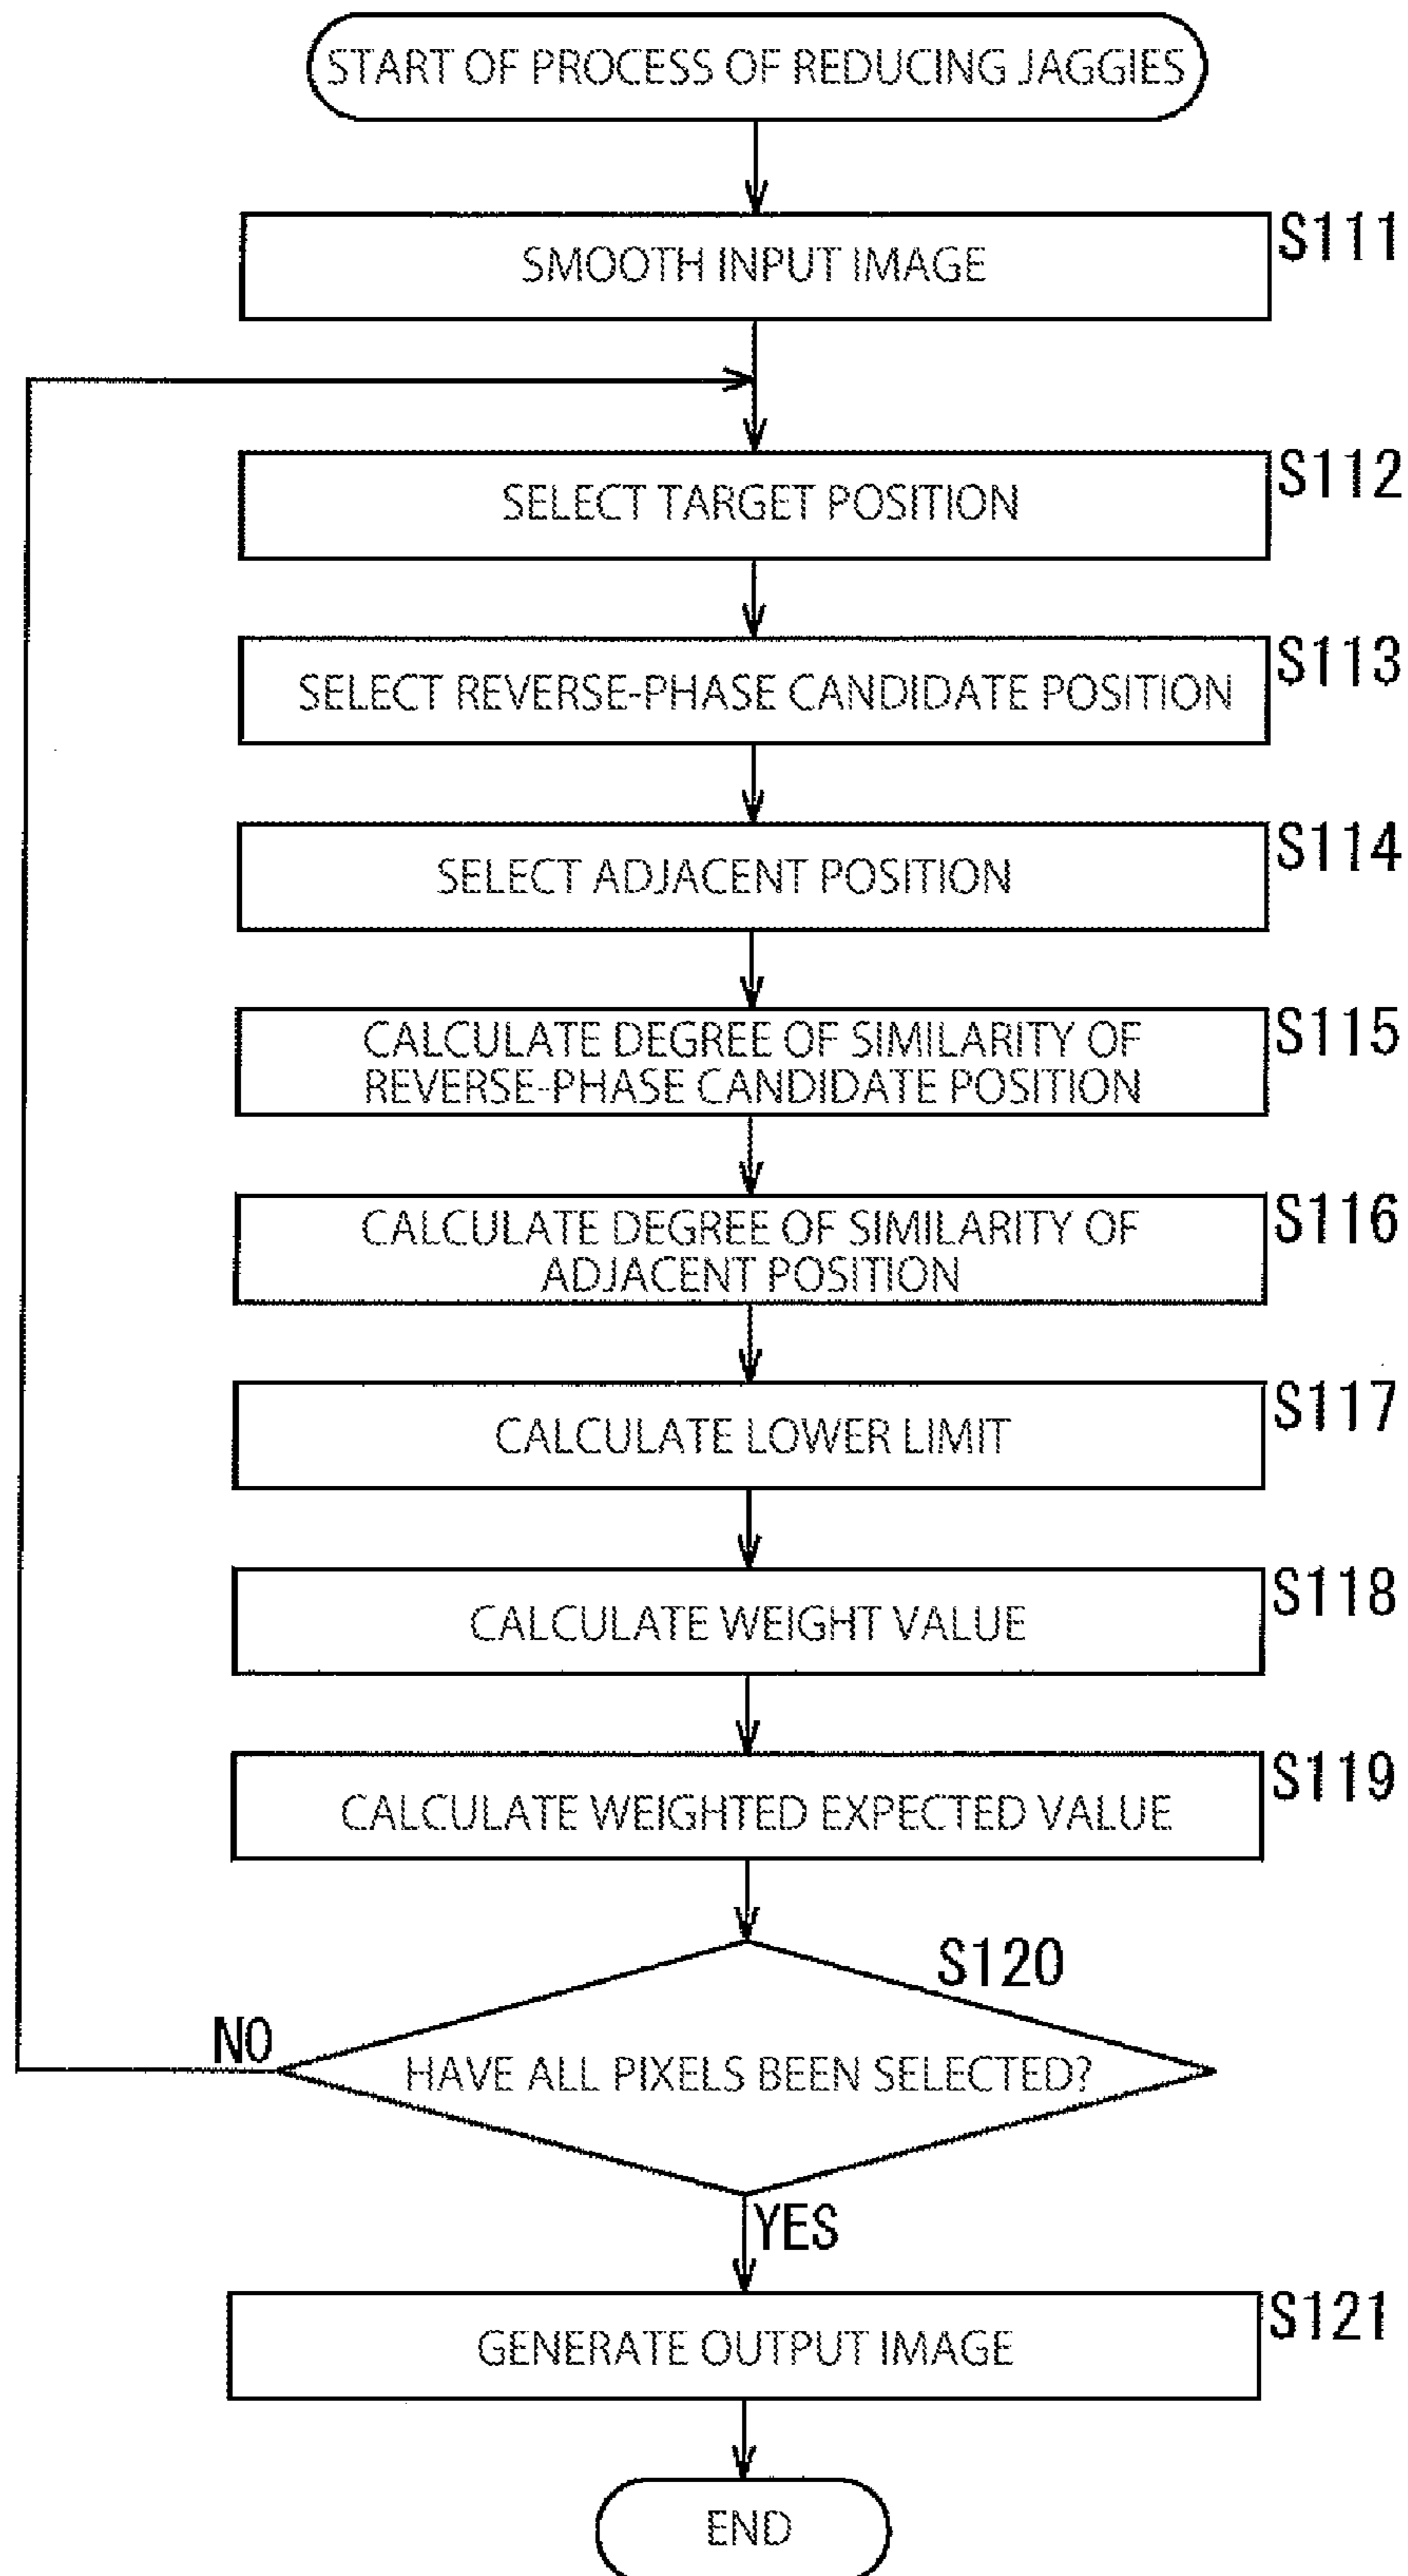 START OF PROCESS OF REDUCING JAGGIES
SMOOTH INPUT IMAGE
S111
SELECT TARGET POSITION
S112
SELECT REVERSE-PHASE CANDIDATE POSITION
S113
SELECT ADJACENT POSITION
S114
CALCULATE DEGREE OF SIMILARITY OF
REVERSE-PHASE CANDIDATE POSITION
S115
CALCULATE DEGREE OF SIMILARITY OF
ADJACENT POSITION
S116
CALCULATE LOWER LIMIT
S117
CALCULATE WEIGHT VALUE
S118
CALCULATE WEIGHTED EXPECTED VALUE
S119
S120
NO
HAVE ALL PIXELS BEEN SELECTED?
YES
GENERATE OUTPUT IMAGE
S121
END